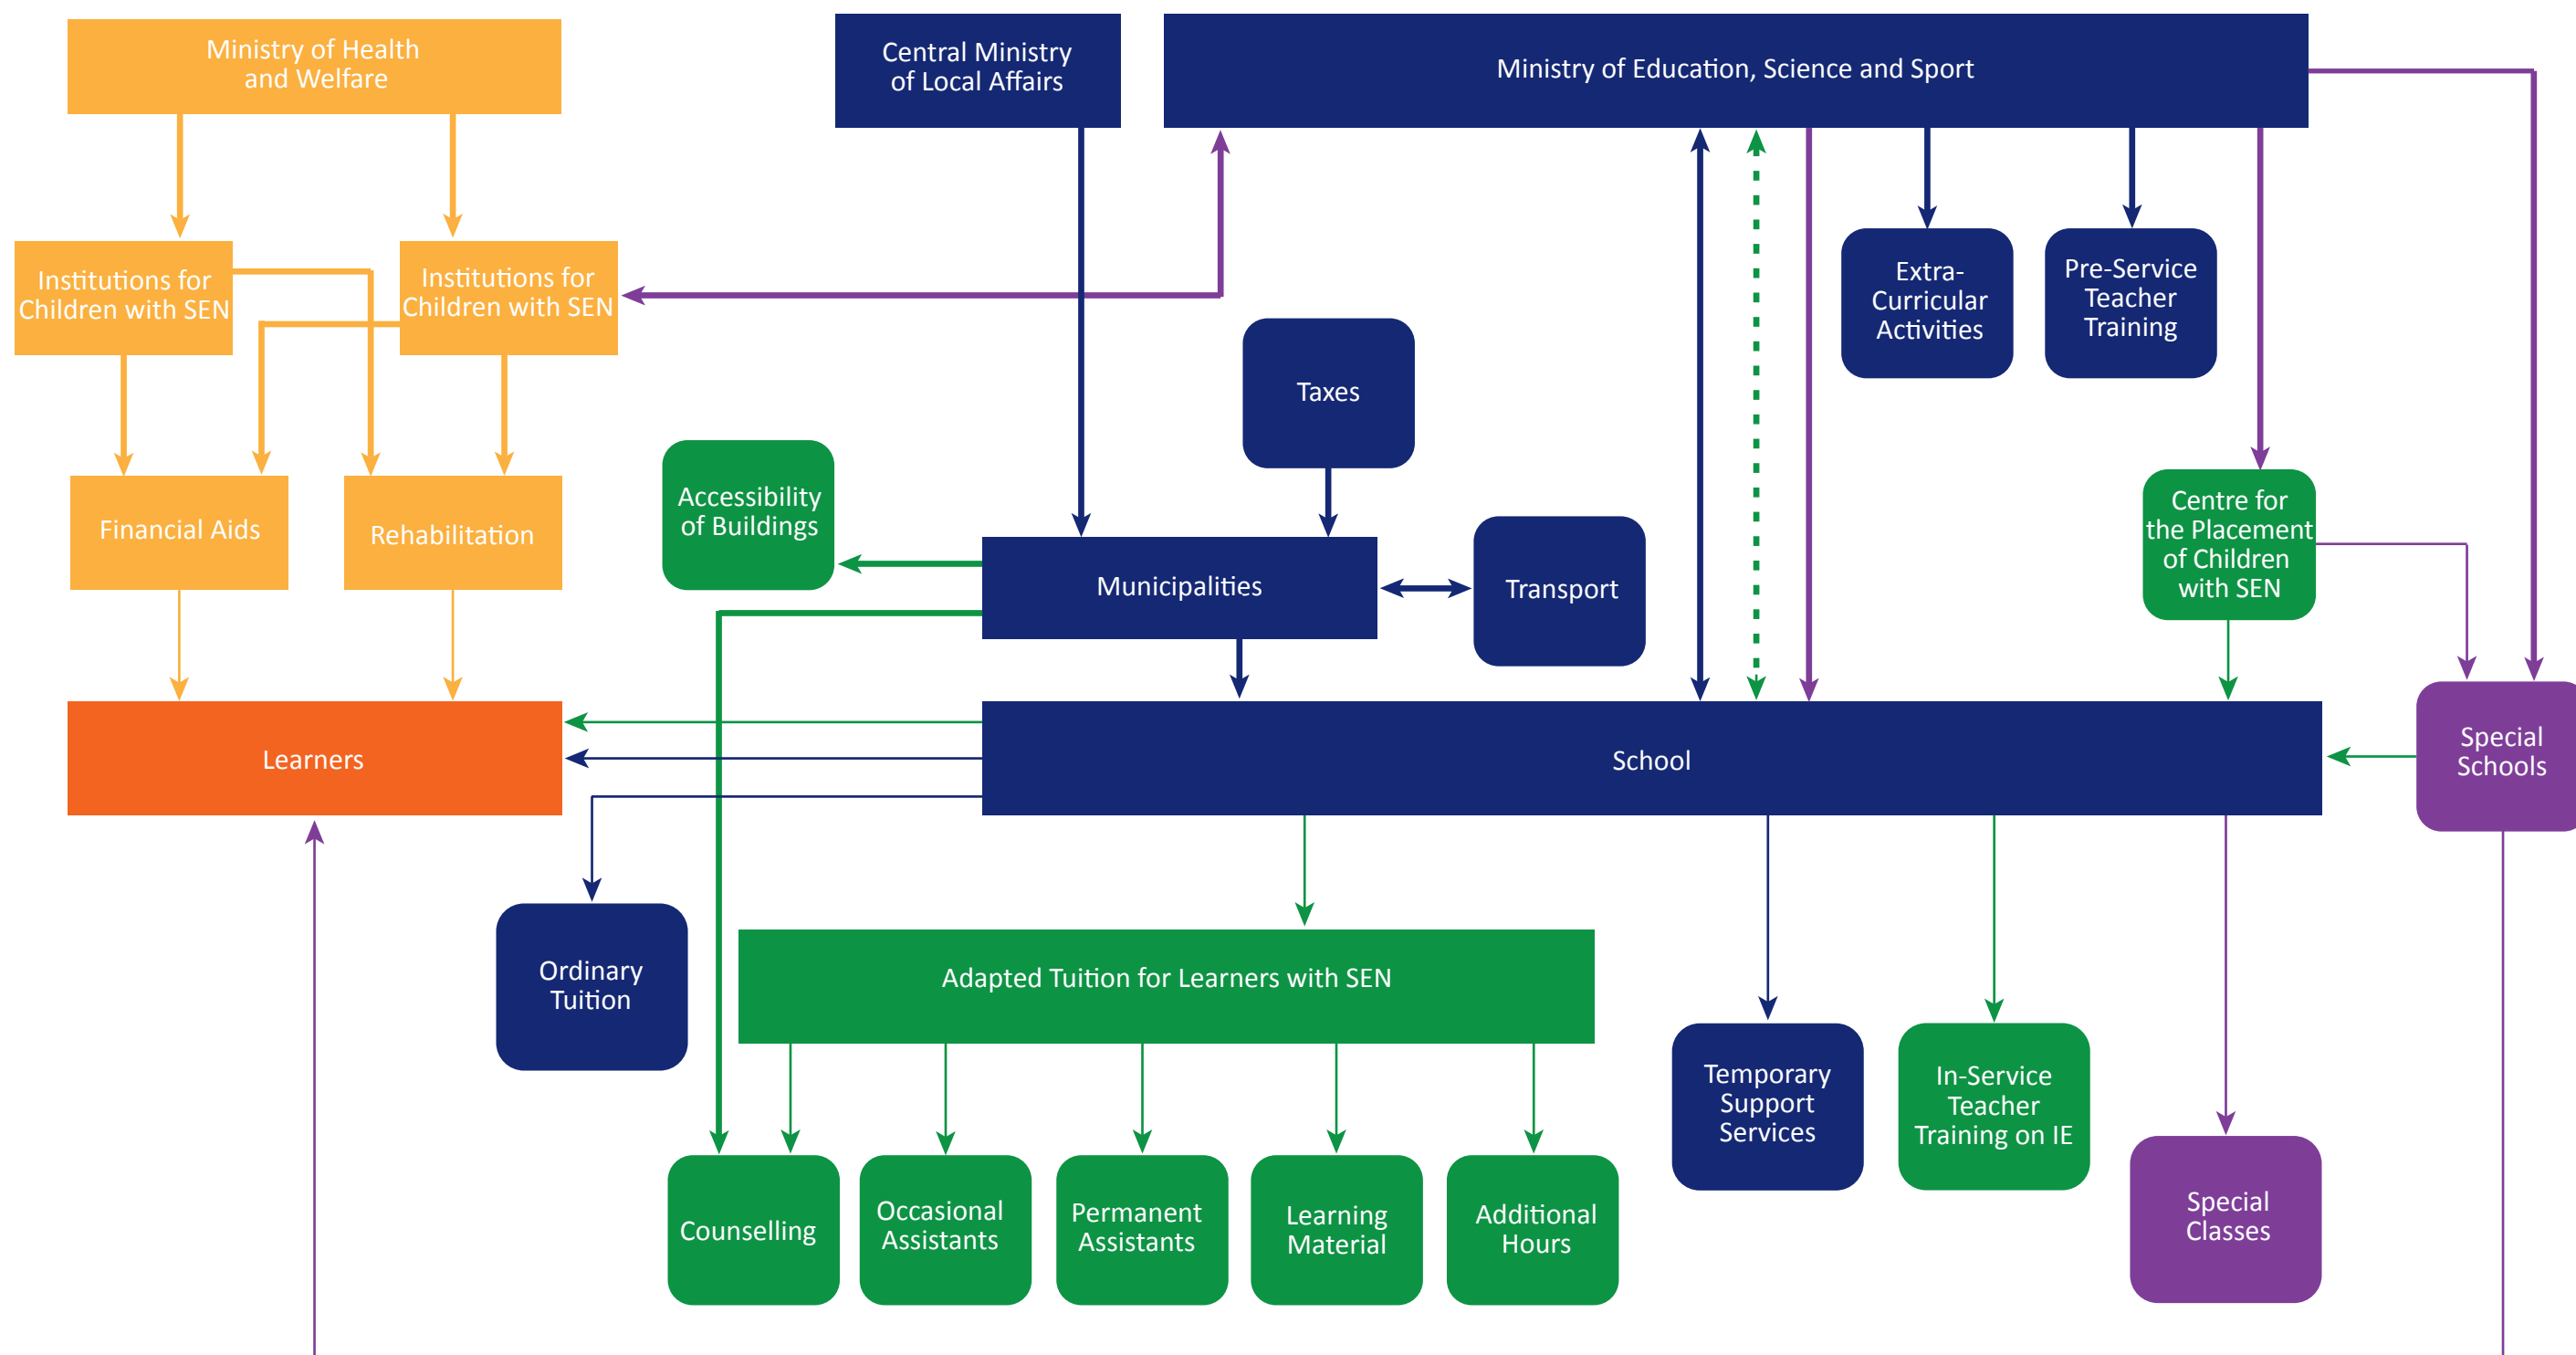 Ministry of Health
and Welfare
Central Ministry
of Local Affairs
Ministry of Education, Science and Sport
Institutions for
Children with SEN
Institutions for
Children with SEN
Extra-
Curricular
Activities
Pre-Service
Teacher
Training
Taxes
Accessibility
of Buildings
Financial Aids
Rehabilitation
Municipalities
Transport
Centre for
the Placement
of Children
with SEN
Learners
School
Special
Schools
Ordinary
Tuition
Adapted Tuition for Learners with SEN
Temporary
Support
Services
In-Service
Teacher
Training on IE
Counselling
Occasional
Assistants
Permanent
Assistants
Learning
Material
Additional
Hours
Special
Classes